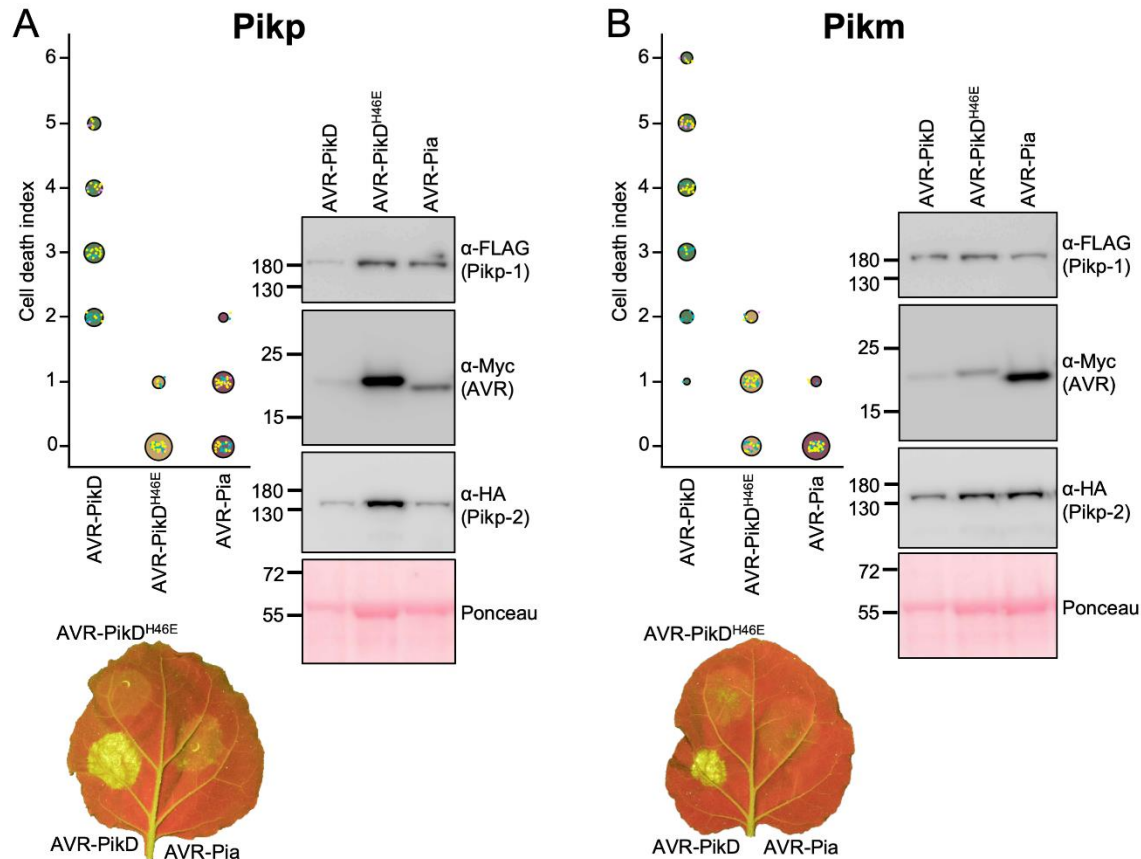 A
Pikp
6
5
4
3
2
1
0
Cell death index
AVR-PikD
AVR-PikDᴴ⁴⁶ᴱ
AVR-Pia
AVR-PikD
AVR-PikDᴴ⁴⁶ᴱ
AVR-Pia
180
130
α-FLAG
(Pikp-1)
25
15
α-Myc
(AVR)
180
130
α-HA
(Pikp-2)
72
55
Ponceau
AVR-PikDᴴ⁴⁶ᴱ
AVR-PikD
AVR-Pia
B
Pikm
6
5
4
3
2
1
0
Cell death index
AVR-PikD
AVR-PikDᴴ⁴⁶ᴱ
AVR-Pia
AVR-PikD
AVR-PikDᴴ⁴⁶ᴱ
AVR-Pia
180
130
α-FLAG
(Pikp-1)
25
15
α-Myc
(AVR)
180
130
α-HA
(Pikp-2)
72
55
Ponceau
AVR-PikDᴴ⁴⁶ᴱ
AVR-PikD
AVR-Pia